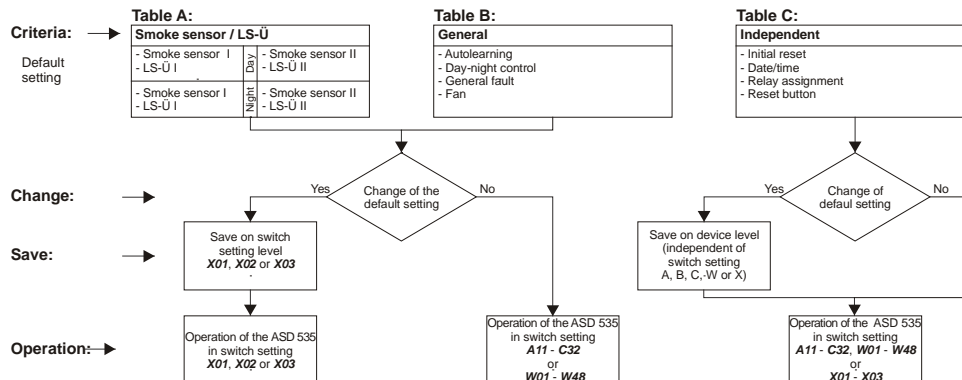 Table A:
Table B:
Table C:
Criteria:
Default
setting
Smoke sensor / LS-Ü
- Smoke sensor I
- LS-Ü I
Day
- Smoke sensor II
- LS-Ü II
- Smoke sensor I
- LS-Ü I
Night
- Smoke sensor II
- LS-Ü II
General
- Autolearning
- Day-night control
- General fault
- Fan
Independent
- Initial reset
- Date/time
- Relay assignment
- Reset button
Change:
Yes
Change of the
default setting
No
Yes
Change of
defaul setting
No
Save:
Save on switch
setting level
X01, X02 or X03
Save on device level
(independent of
switch setting
A, B, C, W or X)
Operation:
Operation of the ASD 535
in switch setting
X01, X02 or X03
Operation of the ASD 535
in switch setting
A11 - C32
or
W01 - W48
Operation of the ASD 535
in switch setting
A11 - C32, W01 - W48
or
X01 - X03